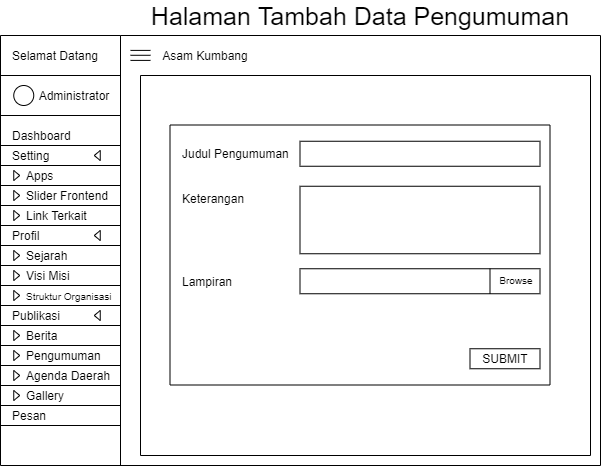 Halaman Tambah Data Pengumuman
Selamat Datang
Asam Kumbang
Administrator
Dashboard
Setting
Apps
Slider Frontend
Link Terkait
Profil
Sejarah
Visi Misi
Struktur Organisasi
Publikasi
Berita
Pengumuman
Agenda Daerah
Gallery
Pesan
Judul Pengumuman
Keterangan
Lampiran
Browse
SUBMIT